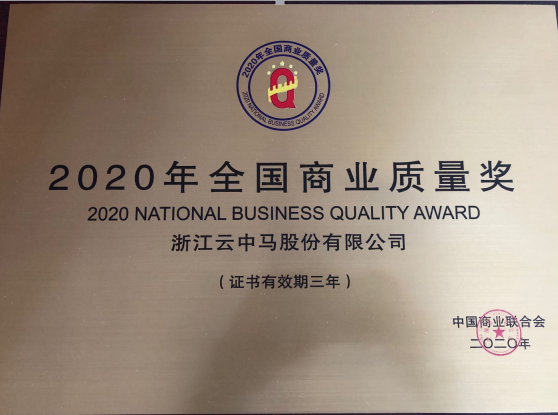 2020年全国商业质量奖
2020 NATIONAL BUSINESS QUALITY AWARD
Q
2020年全国商业质量奖
2020 NATIONAL BUSINESS QUALITY AWARD
浙江云中马股份有限公司
（证书有效期三年）
中国商业联合会
二〇二〇年